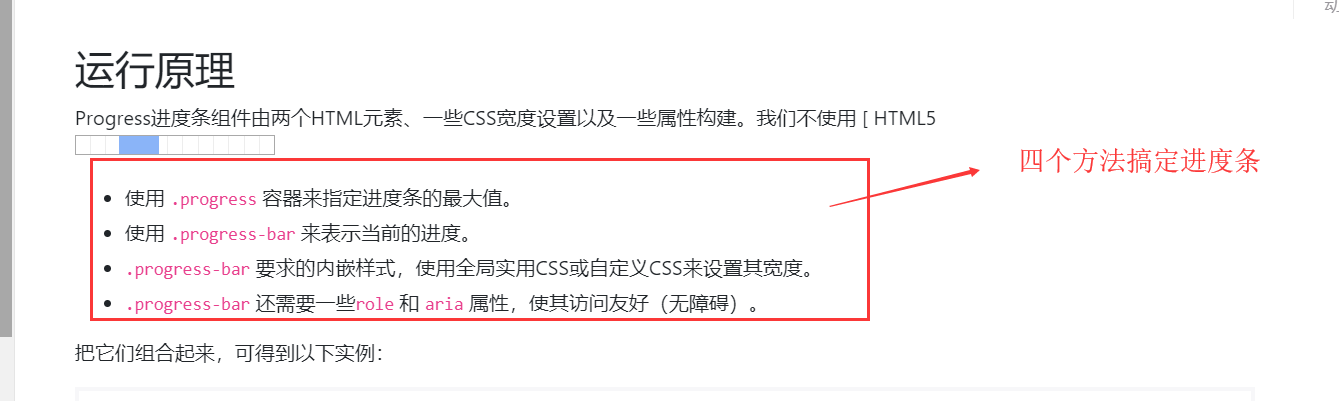 动
运行原理
Progress进度条组件由两个HTML元素、一些CSS宽度设置以及一些属性构建。我们不使用 [ HTML5
四个方法搞定进度条
使用 .progress 容器来指定进度条的最大值。
使用 .progress-bar 来表示当前的进度。
.progress-bar 要求的内嵌样式，使用全局实用CSS或自定义CSS来设置其宽度。
.progress-bar 还需要一些role 和 aria 属性，使其访问友好（无障碍）。
把它们组合起来，可得到以下实例：